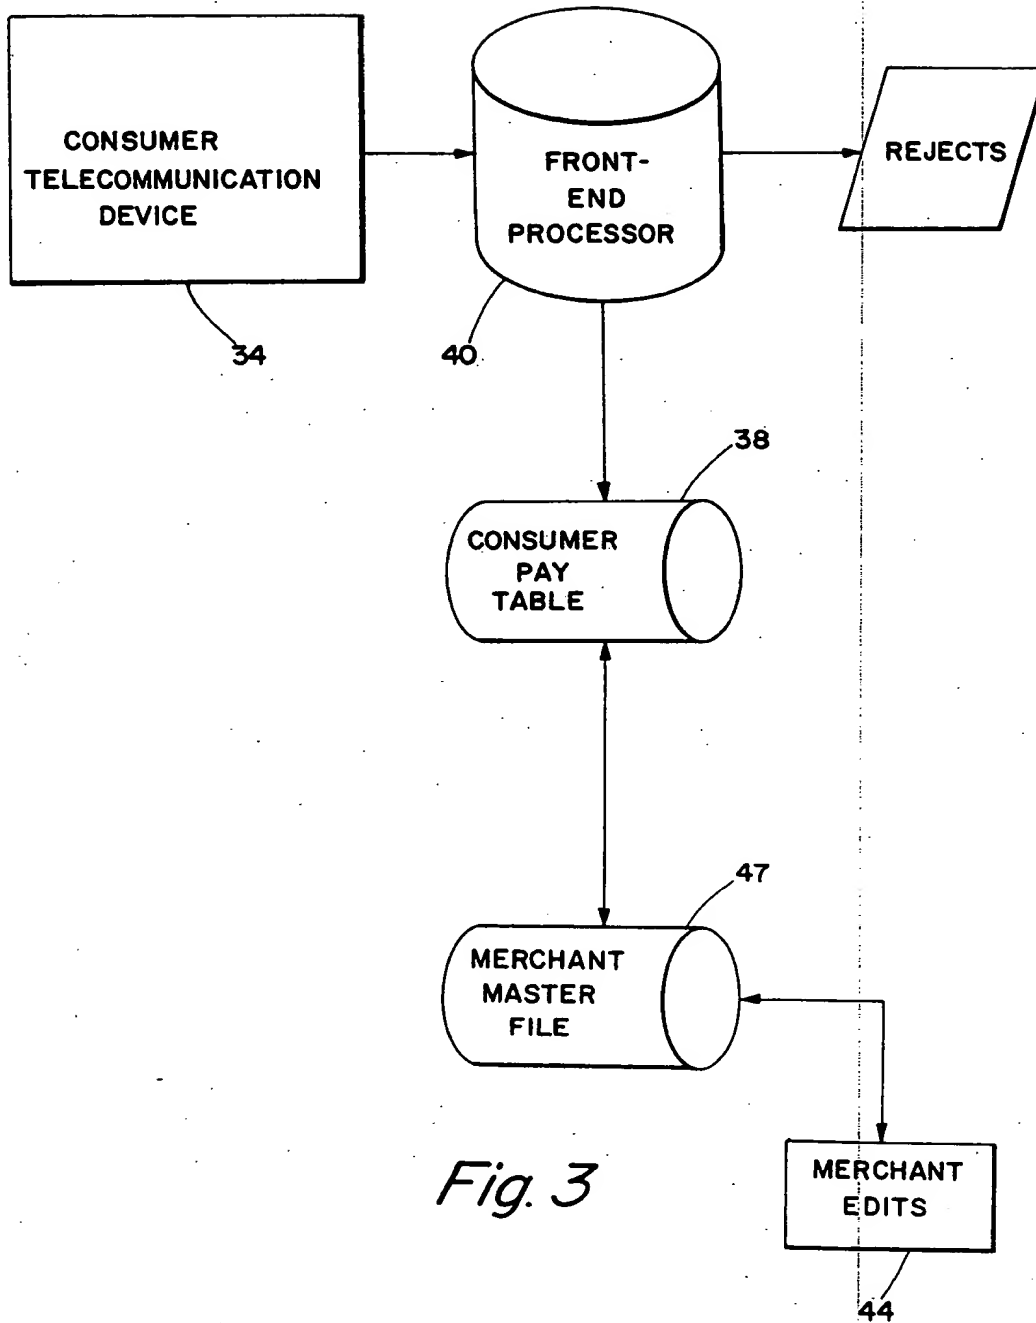 CONSUMER
TELECOMMUNICATION
DEVICE
34
FRONT-
END
PROCESSOR
40
REJECTS
38
CONSUMER
PAY
TABLE
47
MERCHANT
MASTER
FILE
MERCHANT
EDITS
44
Fig. 3